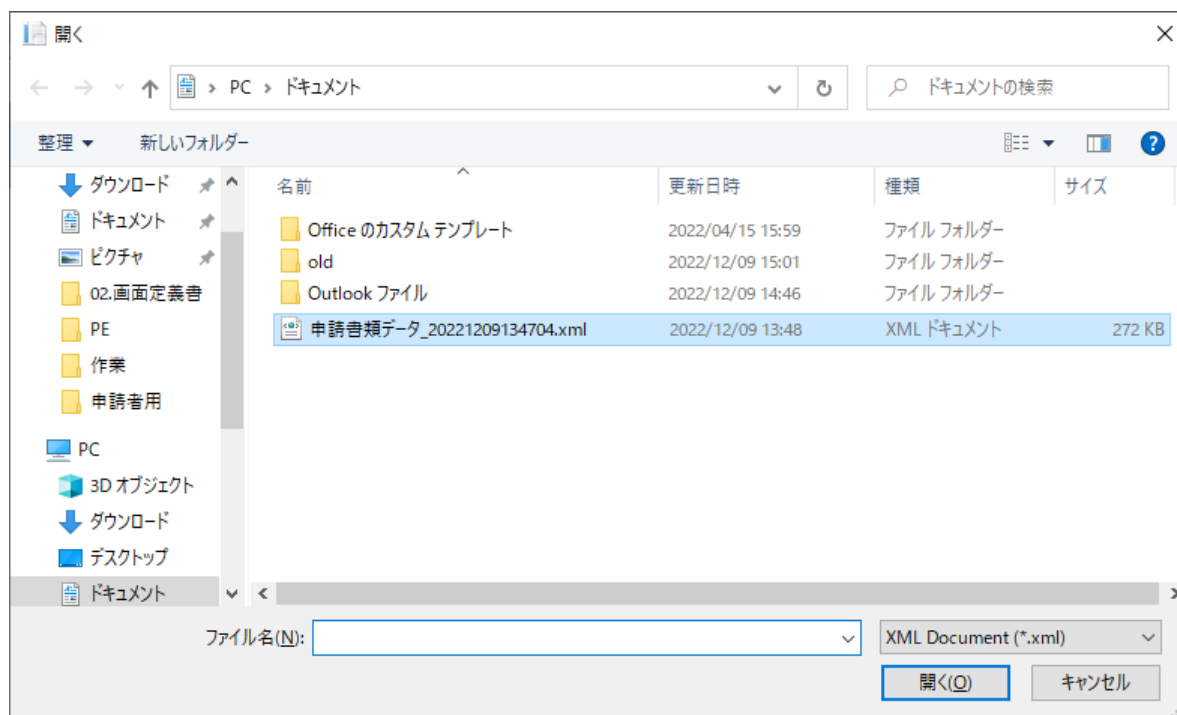 開く
PC › ドキュメント
ドキュメントの検索
整理
新しいフォルダー
ダウンロード
ドキュメント
ピクチャ
02.画面定義書
PE
作業
申請者用
PC
3D オブジェクト
ダウンロード
デスクトップ
ドキュメント
名前 更新日時 種類 サイズ
Office のカスタム テンプレート 2022/04/15 15:59 ファイル フォルダー
old 2022/12/09 15:01 ファイル フォルダー
Outlook ファイル 2022/12/09 14:46 ファイル フォルダー
申請書類データ_20221209134704.xml 2022/12/09 13:48 XML ドキュメント 272 KB
ファイル名(N):
XML Document (*.xml)
開く(O)
キャンセル